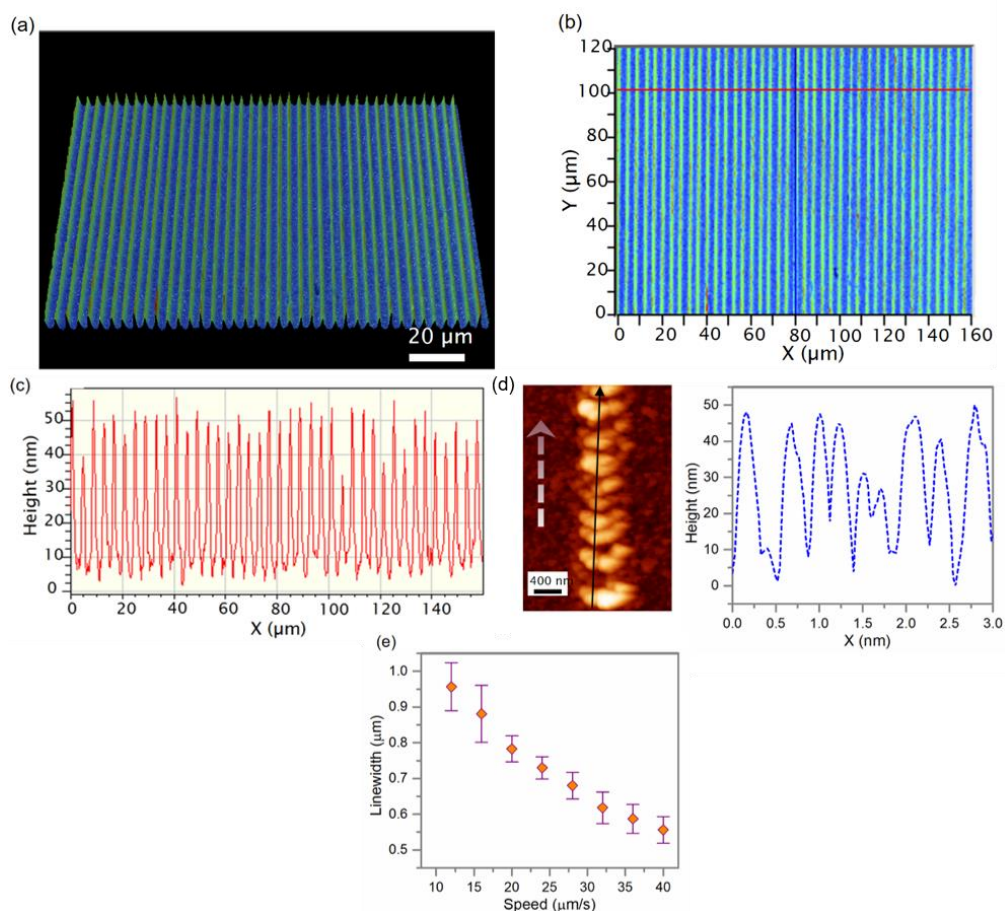 (a)
20 µm
(b)
120
100
80
60
40
20
0
Y (µm)
0 20 40 60 80 100 120 140 160
X (µm)
(c)
50
40
30
20
10
0
Height (nm)
0 20 40 60 80 100 120 140
X (µm)
(d)
400 nm
50
40
30
20
10
0
Height (nm)
0.0 0.5 1.0 1.5 2.0 2.5 3.0
X (nm)
(e)
1.0
0.9
0.8
0.7
0.6
0.5
Linewidth (µm)
10 15 20 25 30 35 40
Speed (µm/s)